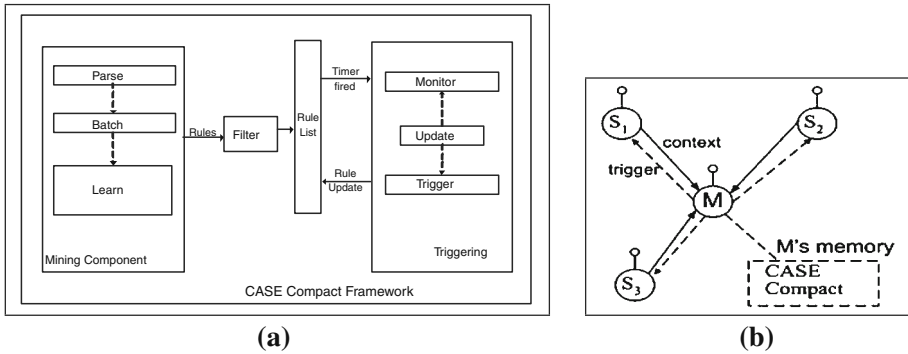 Parse
Batch
Learn
Mining Component
Rules
Filter
Rule
List
Timer
fired
Rule
Update
Monitor
Update
Trigger
Triggering
CASE Compact Framework
(a)
S1
S2
context
trigger
M
M's memory
S3
CASE
Compact
(b)